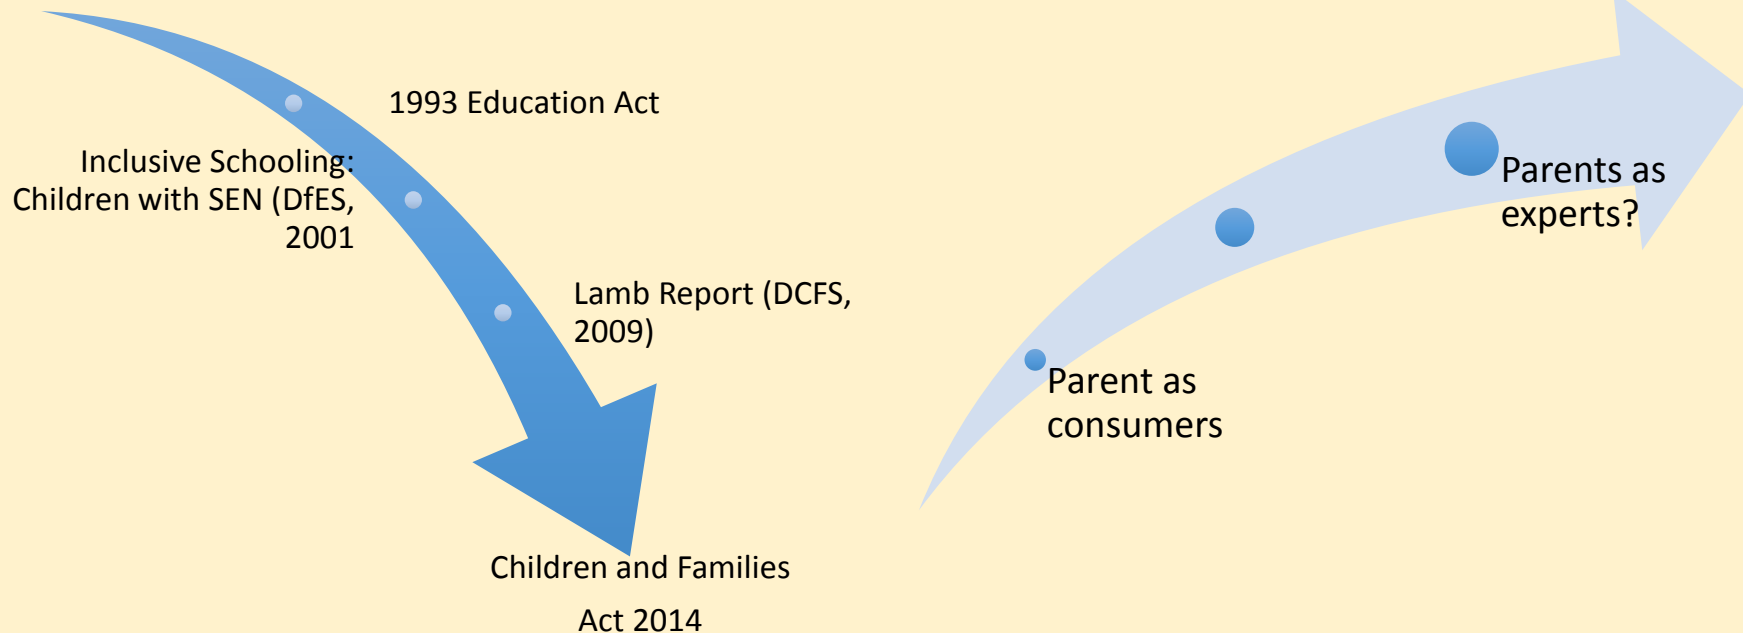 1993 Education Act
Inclusive Schooling:
Children with SEN (DfES,
2001
Lamb Report (DCFS,
2009)
Children and Families
Act 2014
Parent as
consumers
Parents as
experts?